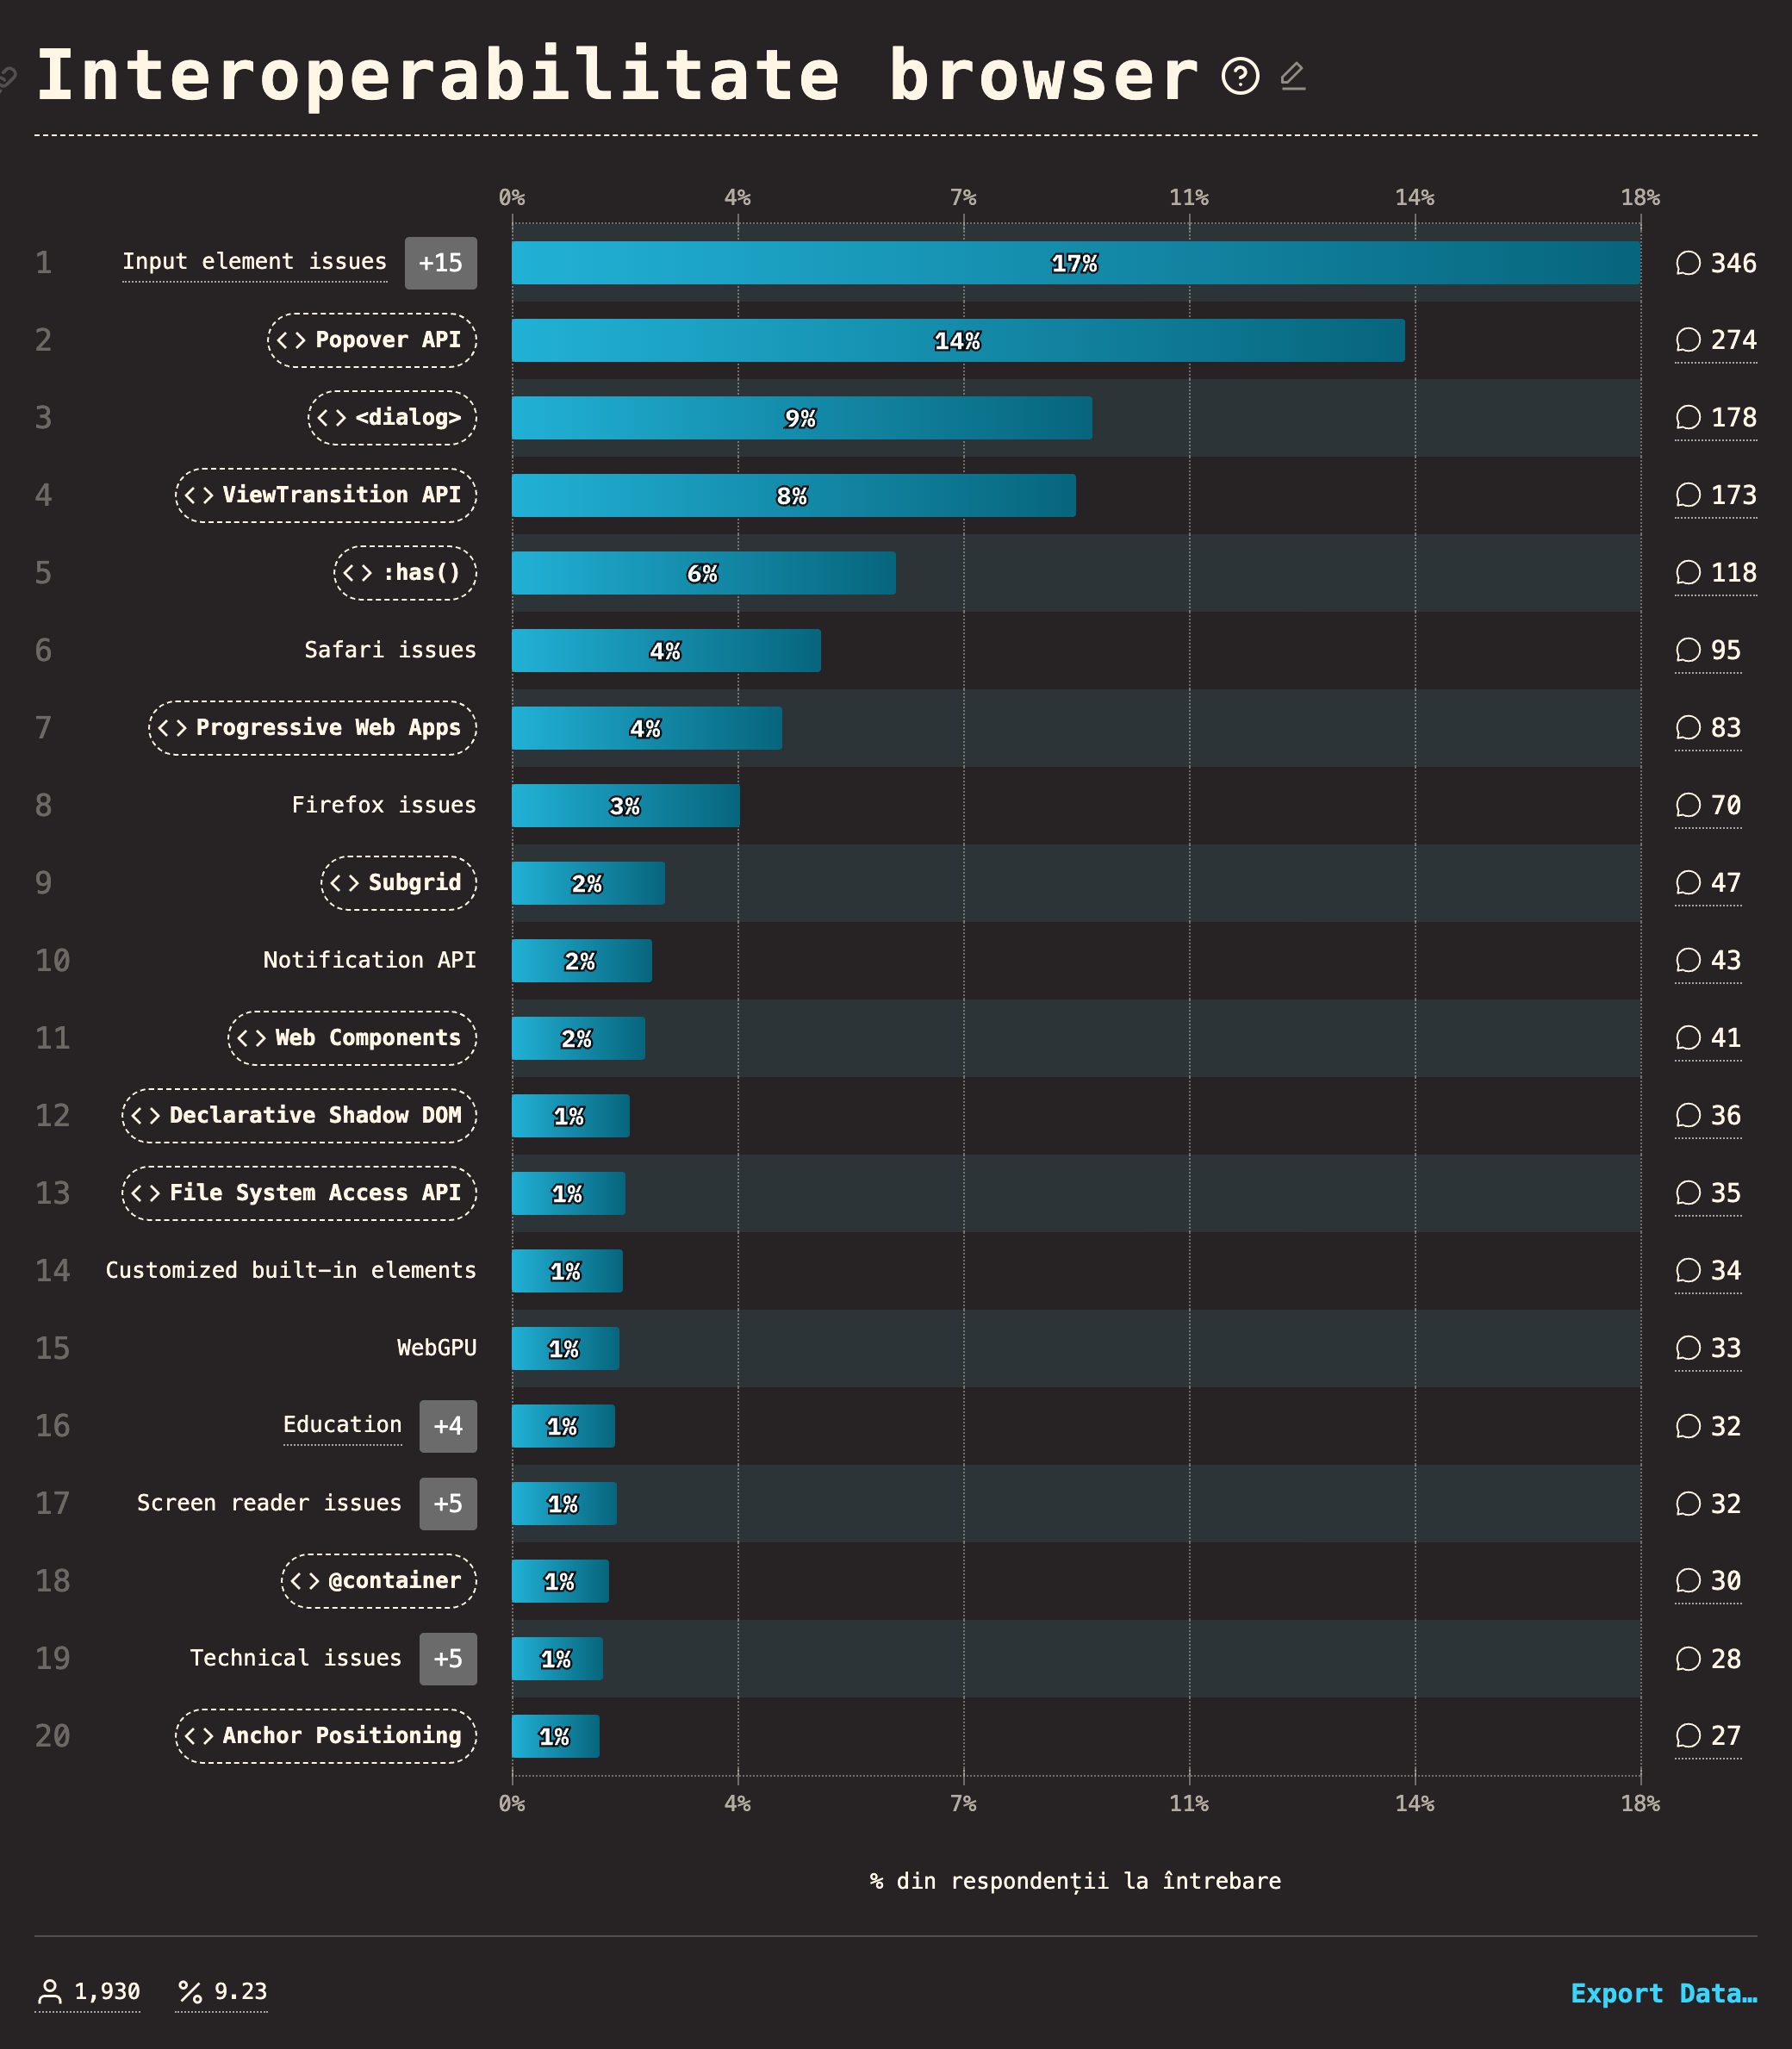 Interoperabilitate browser
0% 4% 7% 11% 14% 18%
1 Input element issues +15 17% 346
2 <> Popover API 14% 274
3 <> <dialog> 9% 178
4 <> ViewTransition API 8% 173
5 <> :has() 6% 118
6 Safari issues 4% 95
7 <> Progressive Web Apps 4% 83
8 Firefox issues 3% 70
9 <> Subgrid 2% 47
10 Notification API 2% 43
11 <> Web Components 2% 41
12 <> Declarative Shadow DOM 1% 36
13 <> File System Access API 1% 35
14 Customized built-in elements 1% 34
15 WebGPU 1% 33
16 Education +4 1% 32
17 Screen reader issues +5 1% 32
18 <> @container 1% 30
19 Technical issues +5 1% 28
20 <> Anchor Positioning 1% 27
0% 4% 7% 11% 14% 18%
% din respondenții la întrebare
1,930 % 9.23 Export Data…